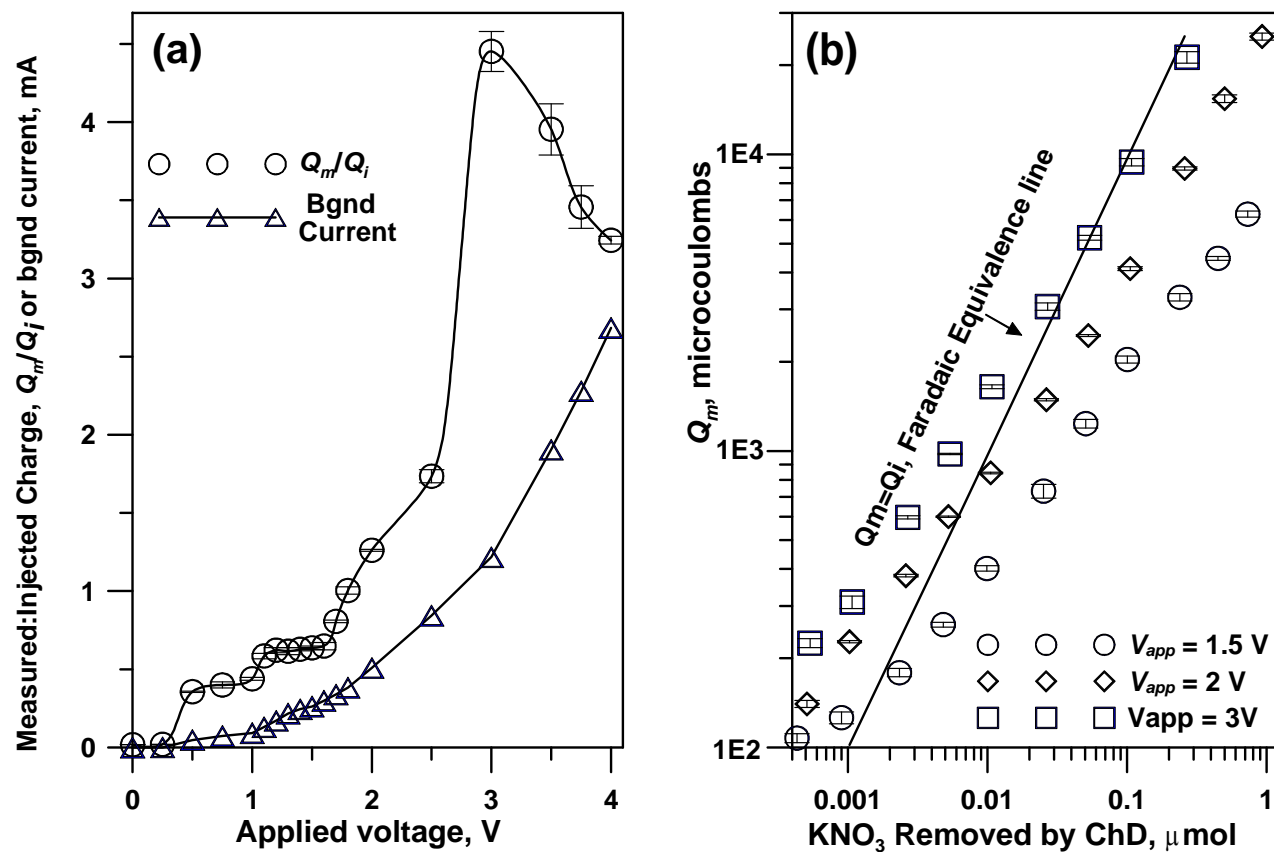 Measured:Injected Charge, Qm/Qi or bgnd current, mA
(a)
Qm/Qi
Bgnd
Current
4
3
2
1
0
0 1 2 3 4
Applied voltage, V
(b)
Qm, microcoulombs
1E4
1E3
1E2
Qm=Qi, Faradaic Equivalence line
Vapp = 1.5 V
Vapp = 2 V
Vapp = 3V
0.001 0.01 0.1 1
KNO3 Removed by ChD, μmol